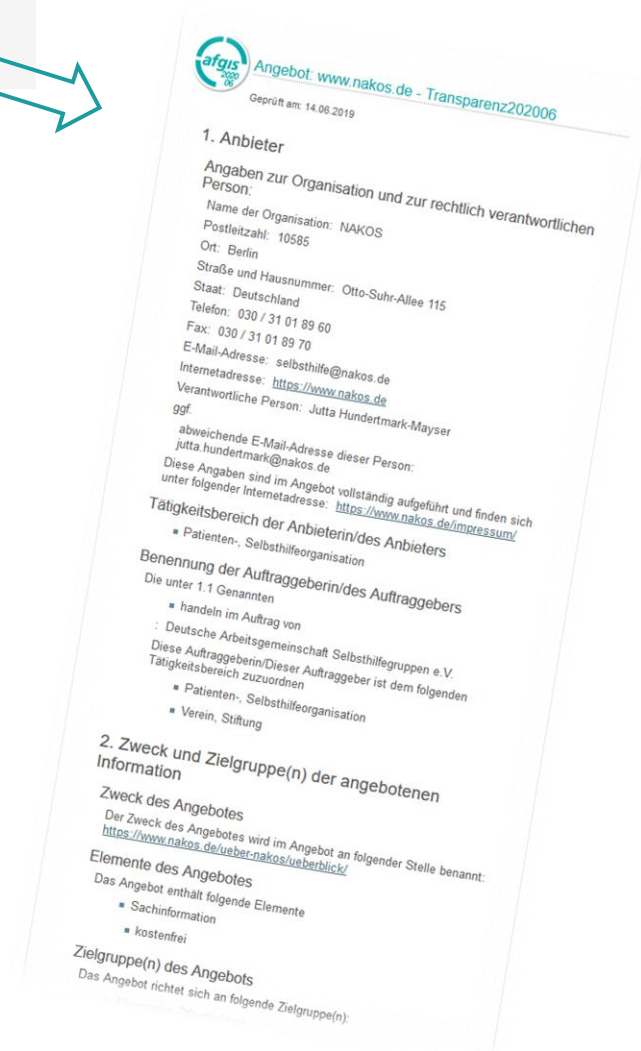 afgis
2020
06
Angebot: www.nakos.de - Transparenz202006
Geprüft am: 14.06.2019
1. Anbieter
Angaben zur Organisation und zur rechtlich verantwortlichen
Person:
Name der Organisation: NAKOS
Postleitzahl: 10585
Ort: Berlin
Straße und Hausnummer: Otto-Suhr-Allee 115
Staat: Deutschland
Telefon: 030 / 31 01 89 60
Fax: 030 / 31 01 89 70
E-Mail-Adresse: selbsthilfe@nakos.de
Internetadresse: https://www.nakos.de
Verantwortliche Person: Jutta Hundertmark-Mayser
ggf.
abweichende E-Mail-Adresse dieser Person:
jutta.hundertmark@nakos.de
Diese Angaben sind im Angebot vollständig aufgeführt und finden sich
unter folgender Internetadresse: https://www.nakos.de/impressum/
Tätigkeitsbereich der Anbieterin/des Anbieters
▪ Patienten-, Selbsthilfeorganisation
Benennung der Auftraggeberin/des Auftraggebers
Die unter 1.1 Genannten
▪ handeln im Auftrag von
: Deutsche Arbeitsgemeinschaft Selbsthilfegruppen e.V.
Diese Auftraggeberin/Dieser Auftraggeber ist dem folgenden
Tätigkeitsbereich zuzuordnen
▪ Patienten-, Selbsthilfeorganisation
▪ Verein, Stiftung
2. Zweck und Zielgruppe(n) der angebotenen
Information
Zweck des Angebotes
Der Zweck des Angebotes wird im Angebot an folgender Stelle benannt:
https://www.nakos.de/ueber-nakos/ueberblick/
Elemente des Angebotes
Das Angebot enthält folgende Elemente
▪ Sachinformation
▪ kostenfrei
Zielgruppe(n) des Angebots
Das Angebot richtet sich an folgende Zielgruppe(n):